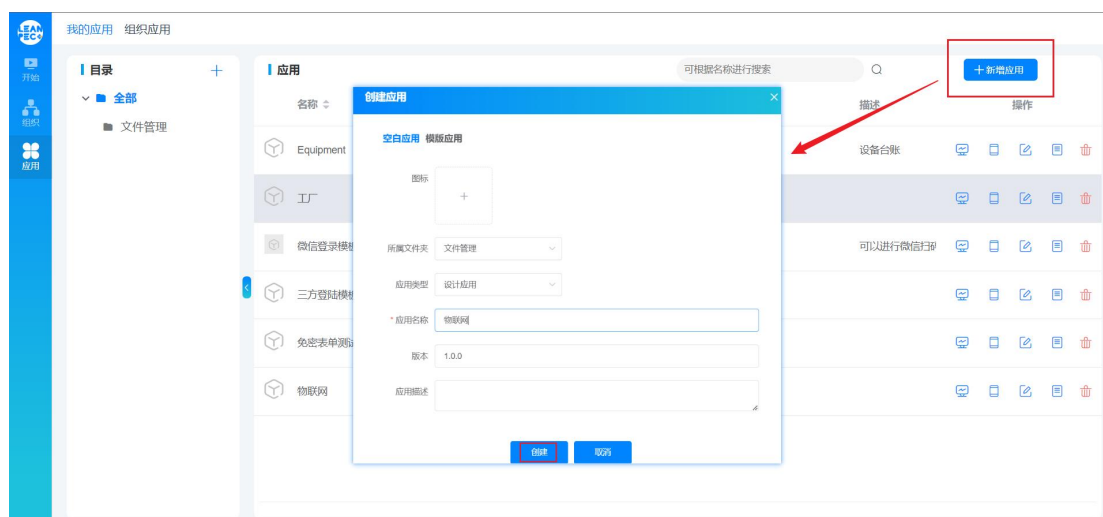 LEAN
TEC
我的应用 组织应用
开始
组织
应用
目录 +
全部
文件管理
应用
可根据名称进行搜索
+新增应用
名称 描述 操作
Equipment 设备台账
工厂
微信登录模板 可以进行微信扫码
三方登陆模板
免密表单测试
物联网
创建应用 ×
空白应用 模版应用
图标 +
所属文件夹 文件管理
应用类型 设计应用
* 应用名称 物联网
版本 1.0.0
应用描述
创建 取消